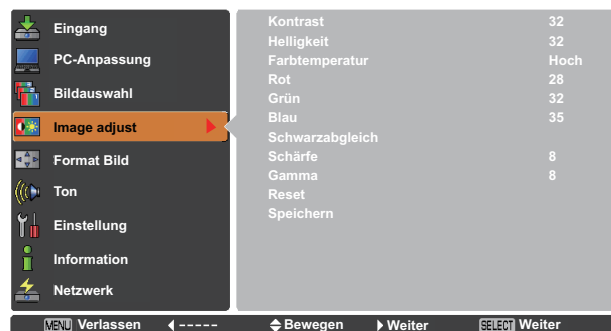 Eingang
PC-Anpassung
Bildauswahl
Image adjust
Format Bild
Ton
Einstellung
Information
Netzwerk
Kontrast 32
Helligkeit 32
Farbtemperatur Hoch
Rot 28
Grün 32
Blau 35
Schwarzabgleich
Schärfe 8
Gamma 8
Reset
Speichern
MENU Verlassen ----- Bewegen Weiter SELECT Weiter